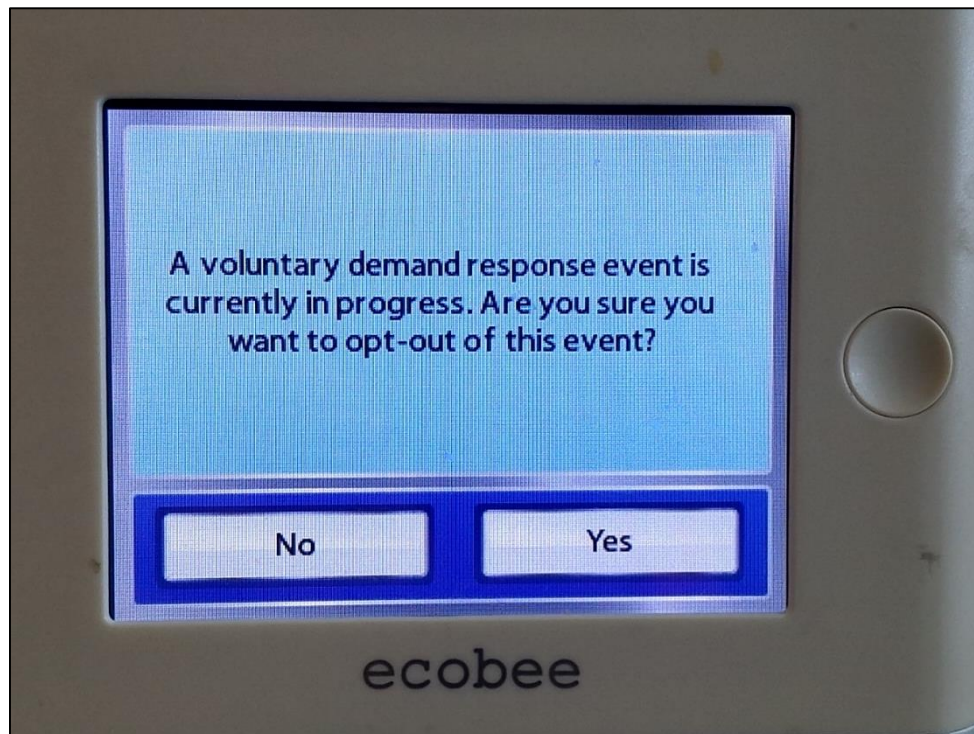 A voluntary demand response event is
currently in progress. Are you sure you
want to opt-out of this event?
No
Yes
ecobee